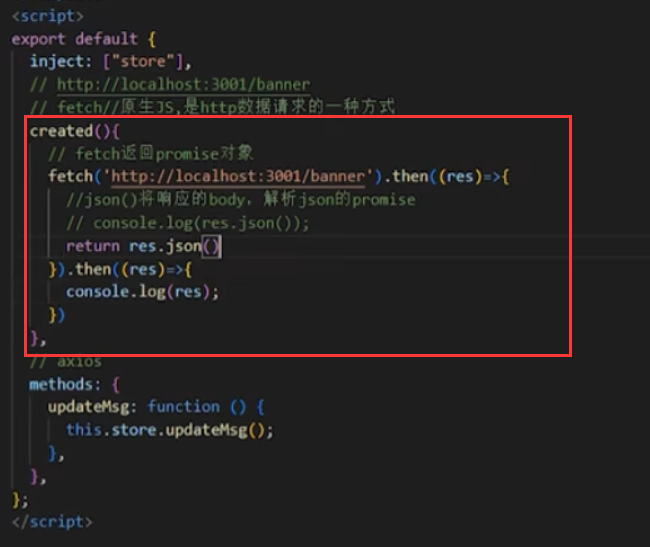 <script>
export default {
inject: ["store"],
// http://localhost:3001/banner
// fetch//原生JS,是http数据请求的一种方式
created(){
// fetch返回promise对象
fetch('http://localhost:3001/banner').then((res)=>{
//json()将响应的body，解析json的promise
// console.log(res.json());
return res.json()
}).then((res)=>{
console.log(res);
})
},
// axios
methods: {
updateMsg: function () {
this.store.updateMsg();
},
},
};
</script>